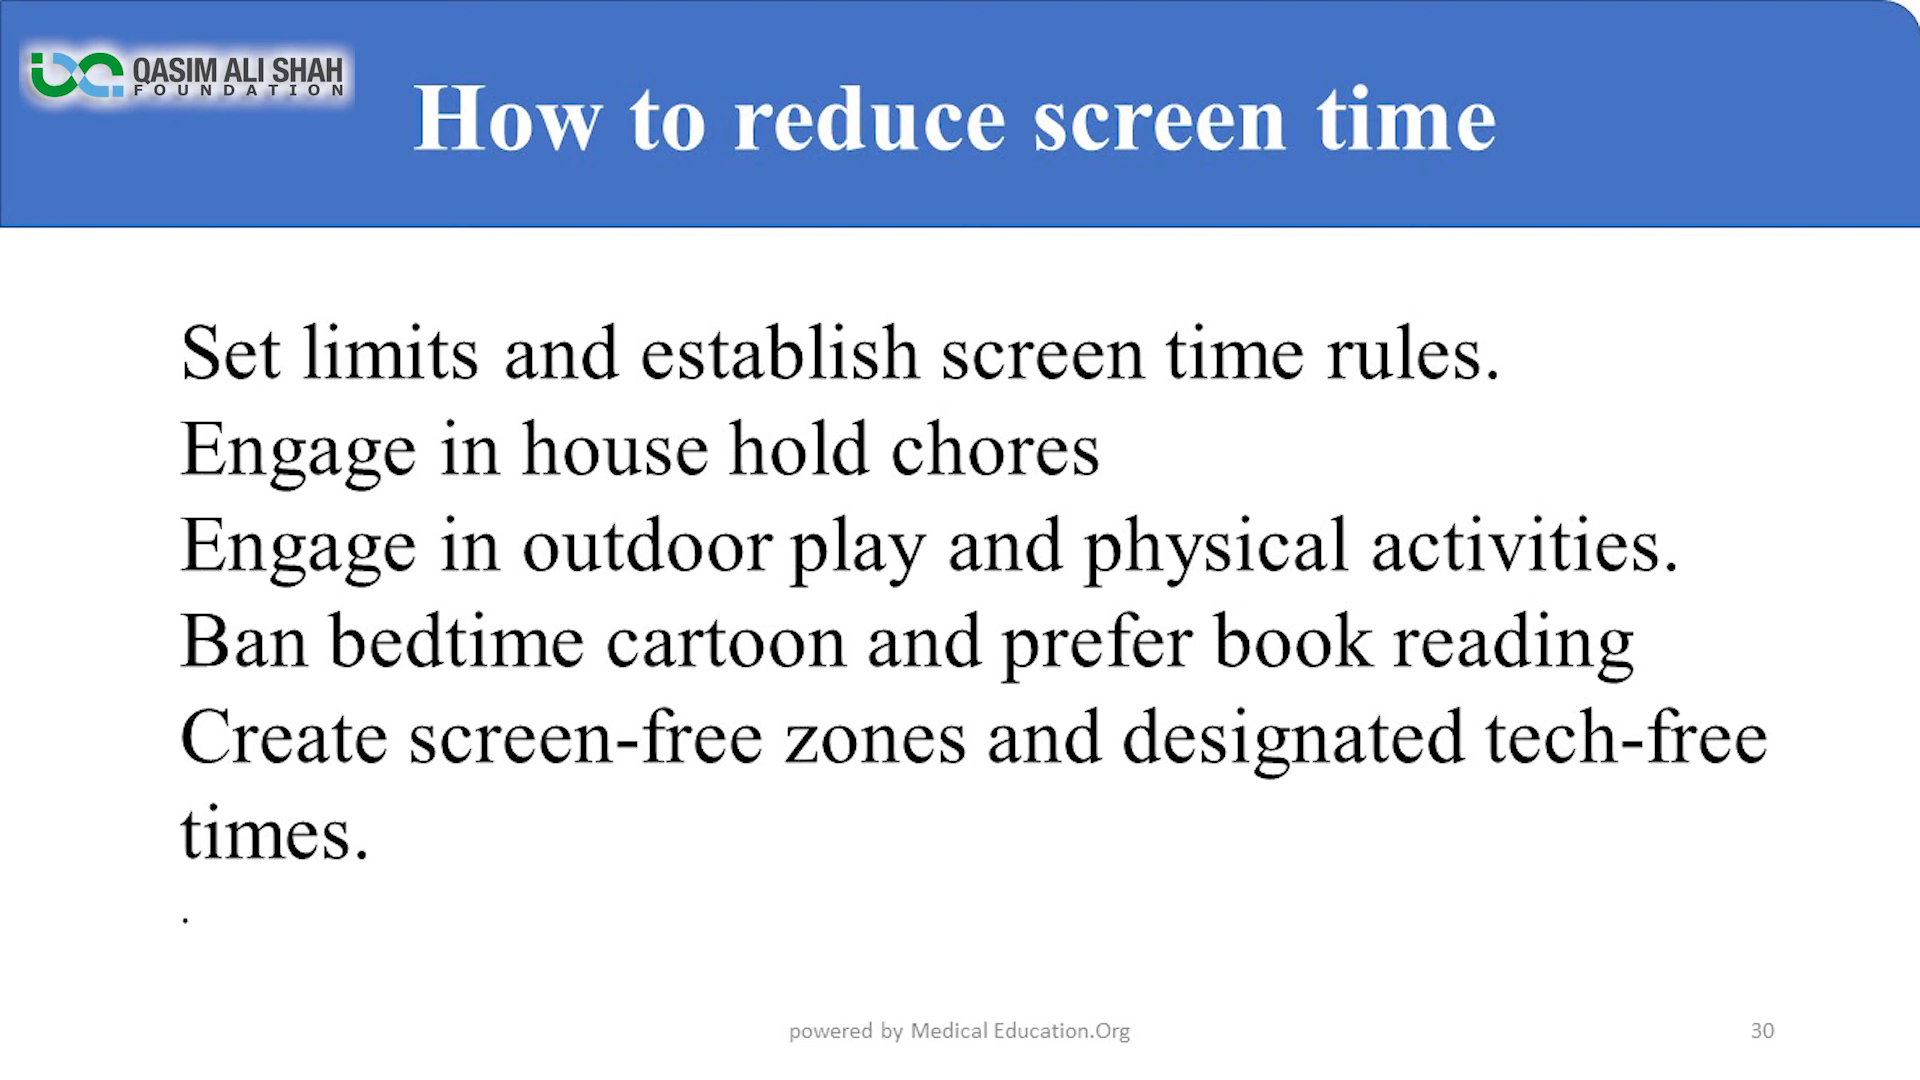 QASIM ALI SHAH
FOUNDATION
How to reduce screen time
Set limits and establish screen time rules.
Engage in house hold chores
Engage in outdoor play and physical activities.
Ban bedtime cartoon and prefer book reading
Create screen-free zones and designated tech-free
times.
.
powered by Medical Education.Org
30